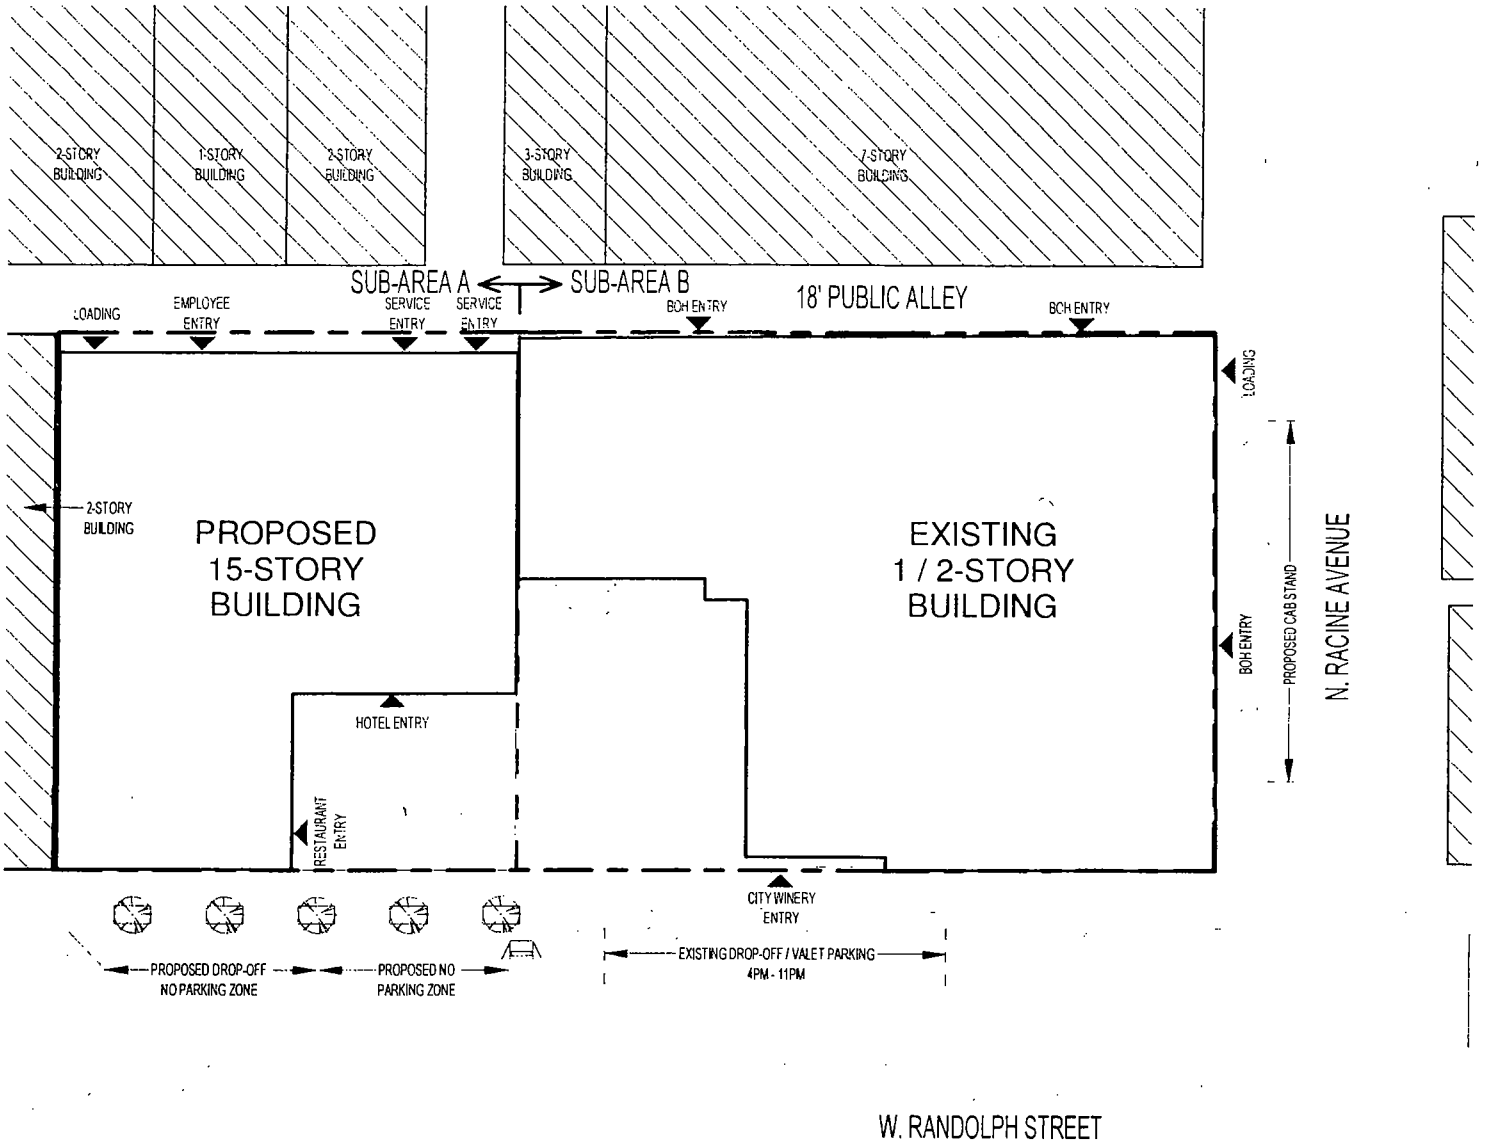 2-STORY
BUILDING
1-STORY
BUILDING
2-STORY
BUILDING
3-STORY
BUILDING
7-STORY
BUILDING
SUB-AREA A
SUB-AREA B
18' PUBLIC ALLEY
LOADING
EMPLOYEE
ENTRY
SERVICE
ENTRY
SERVICE
ENTRY
BOH ENTRY
BOH ENTRY
LOADING
2-STORY
BUILDING
PROPOSED
15-STORY
BUILDING
EXISTING
1 / 2-STORY
BUILDING
PROPOSED CAB STAND
N. RACINE AVENUE
BOH ENTRY
HOTEL ENTRY
RESTAURANT
ENTRY
CITY WINERY
ENTRY
EXISTING DROP-OFF / VALET PARKING
4PM - 11PM
PROPOSED DROP-OFF
NO PARKING ZONE
PROPOSED NO
PARKING ZONE
W. RANDOLPH STREET